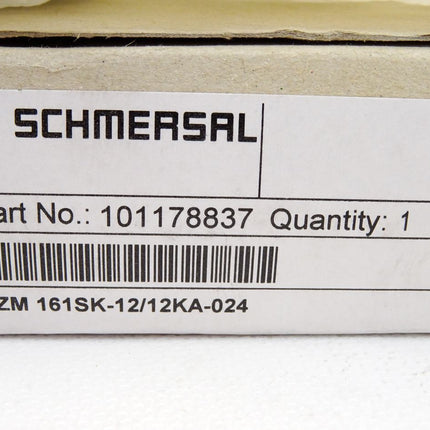 SCHMERSAL
art No.: 101178837 Quantity: 1
ZM 161SK-12/12KA-024